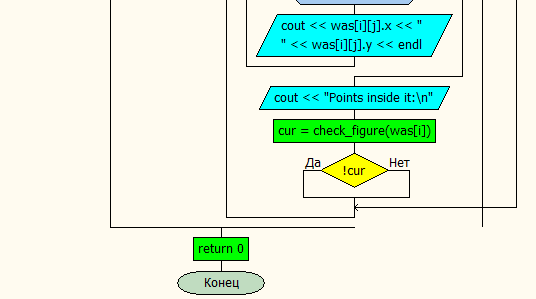 cout << was[i][j].x << "
" << was[i][j].y << endl
cout << "Points inside it:\n"
cur = check_figure(was[i])
Да
Нет
!cur
return 0
Конец